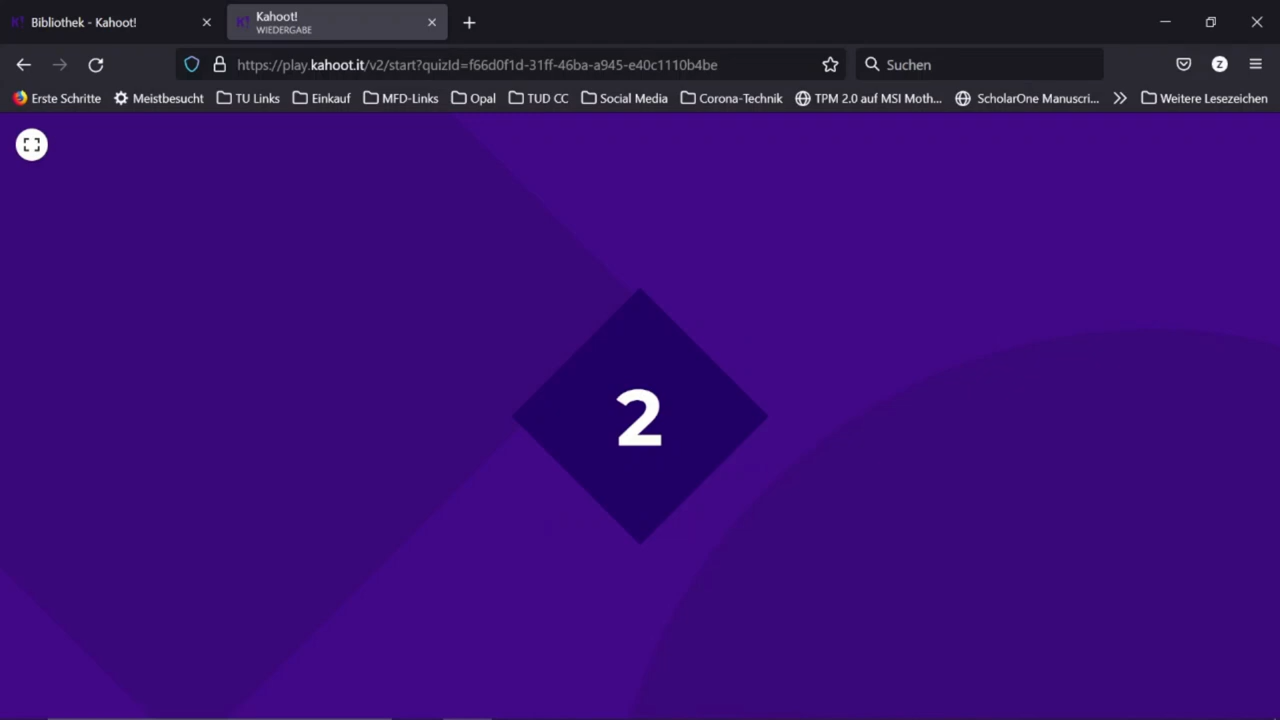 Bibliothek - Kahoot!
Kahoot!
WIEDERGABE
https://play.kahoot.it/v2/start?quizId=f66d0f1d-31ff-46ba-a945-e40c1110b4be
Suchen
Z
Erste Schritte Meistbesucht TU Links Einkauf MFD-Links Opal TUD CC Social Media Corona-Technik TPM 2.0 auf MSI Moth... ScholarOne Manuscri... Weitere Lesezeichen
2